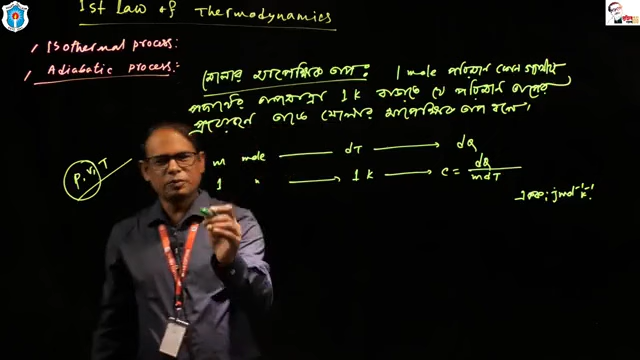 1st Law of Thermodynamics
/ Isothermal process:
/ Adiabatic process:-
মোলার আপেক্ষিক তাপ: 1 mole পরিমাণ কোন গ্যাসীয়
পদার্থের তাপমাত্রা 1 K বাড়াতে যে পরিমাণ তাপের
প্রয়োজন তাকে মোলার আপেক্ষিক তাপ বলে।
m mole → dT → dQ
1 " → 1 K → C = dQ / mdT
একক: jmol⁻¹k⁻¹.
P, V, T